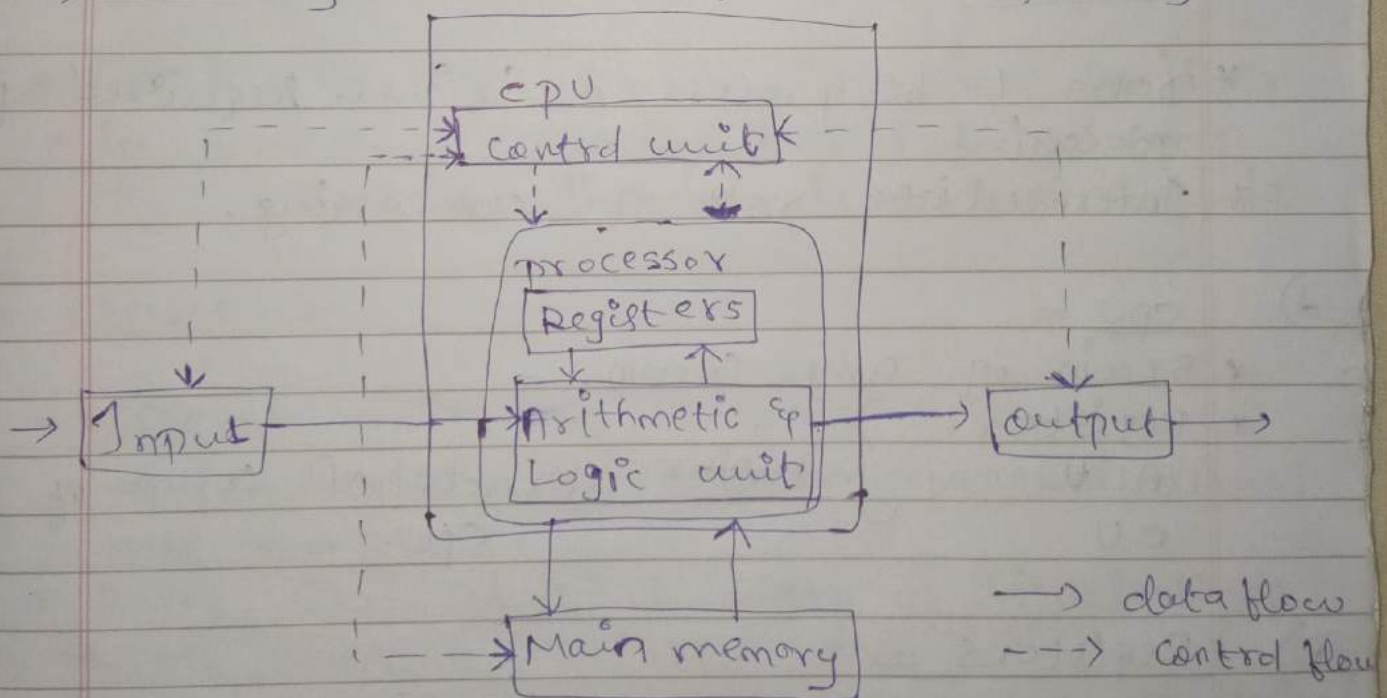 CPU
Control unit
processor
Registers
Input
Arithmetic &
Logic unit
output
Main memory
data flow
Control flow